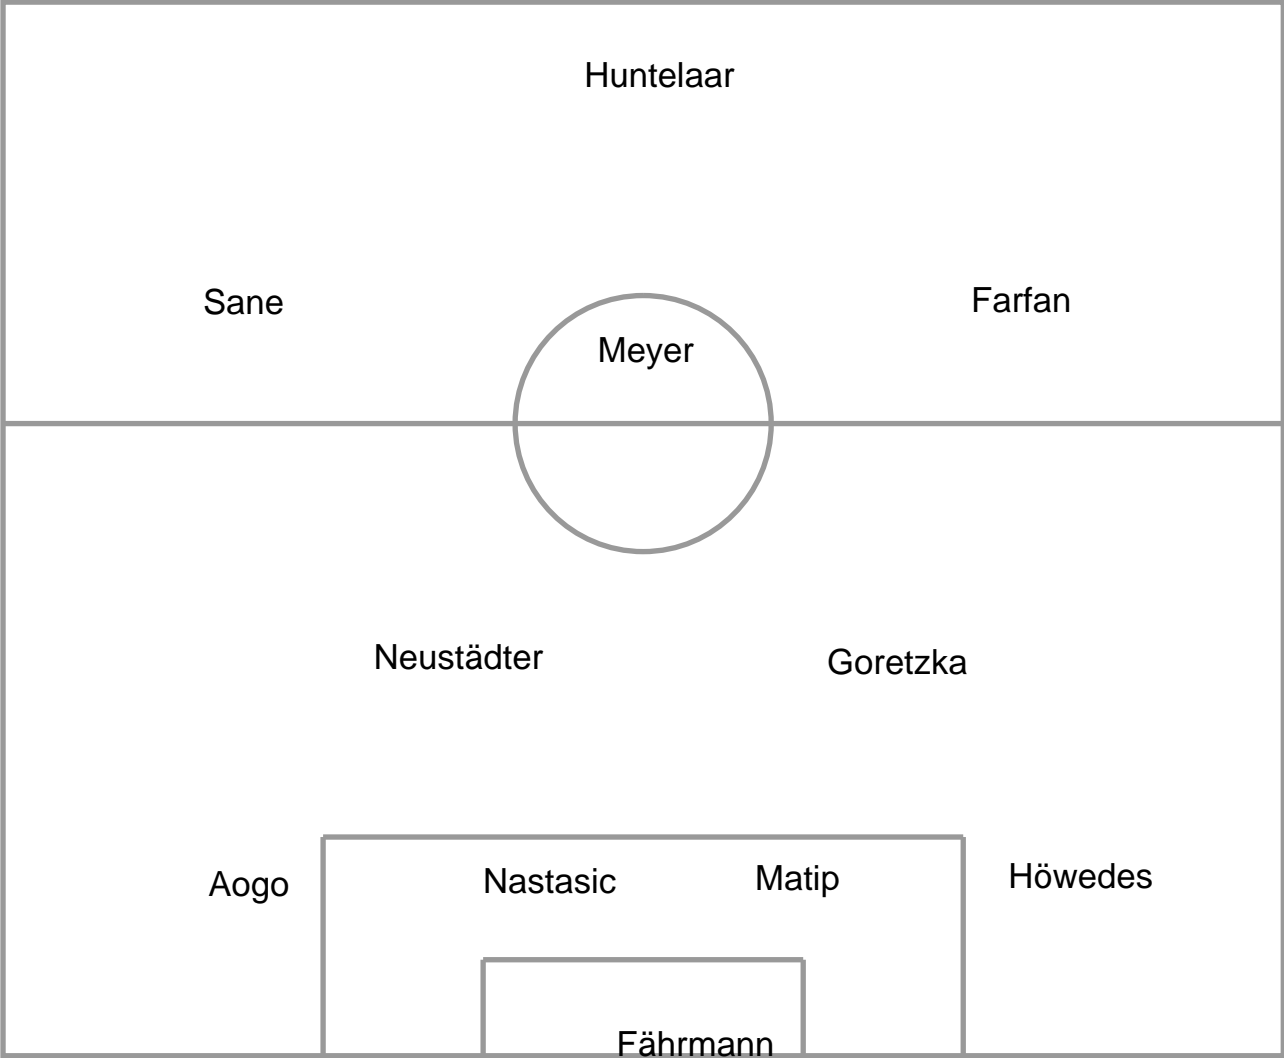 Huntelaar
Sane
Farfan
Meyer
Neustädter
Goretzka
Aogo
Nastasic
Matip
Höwedes
Fährmann